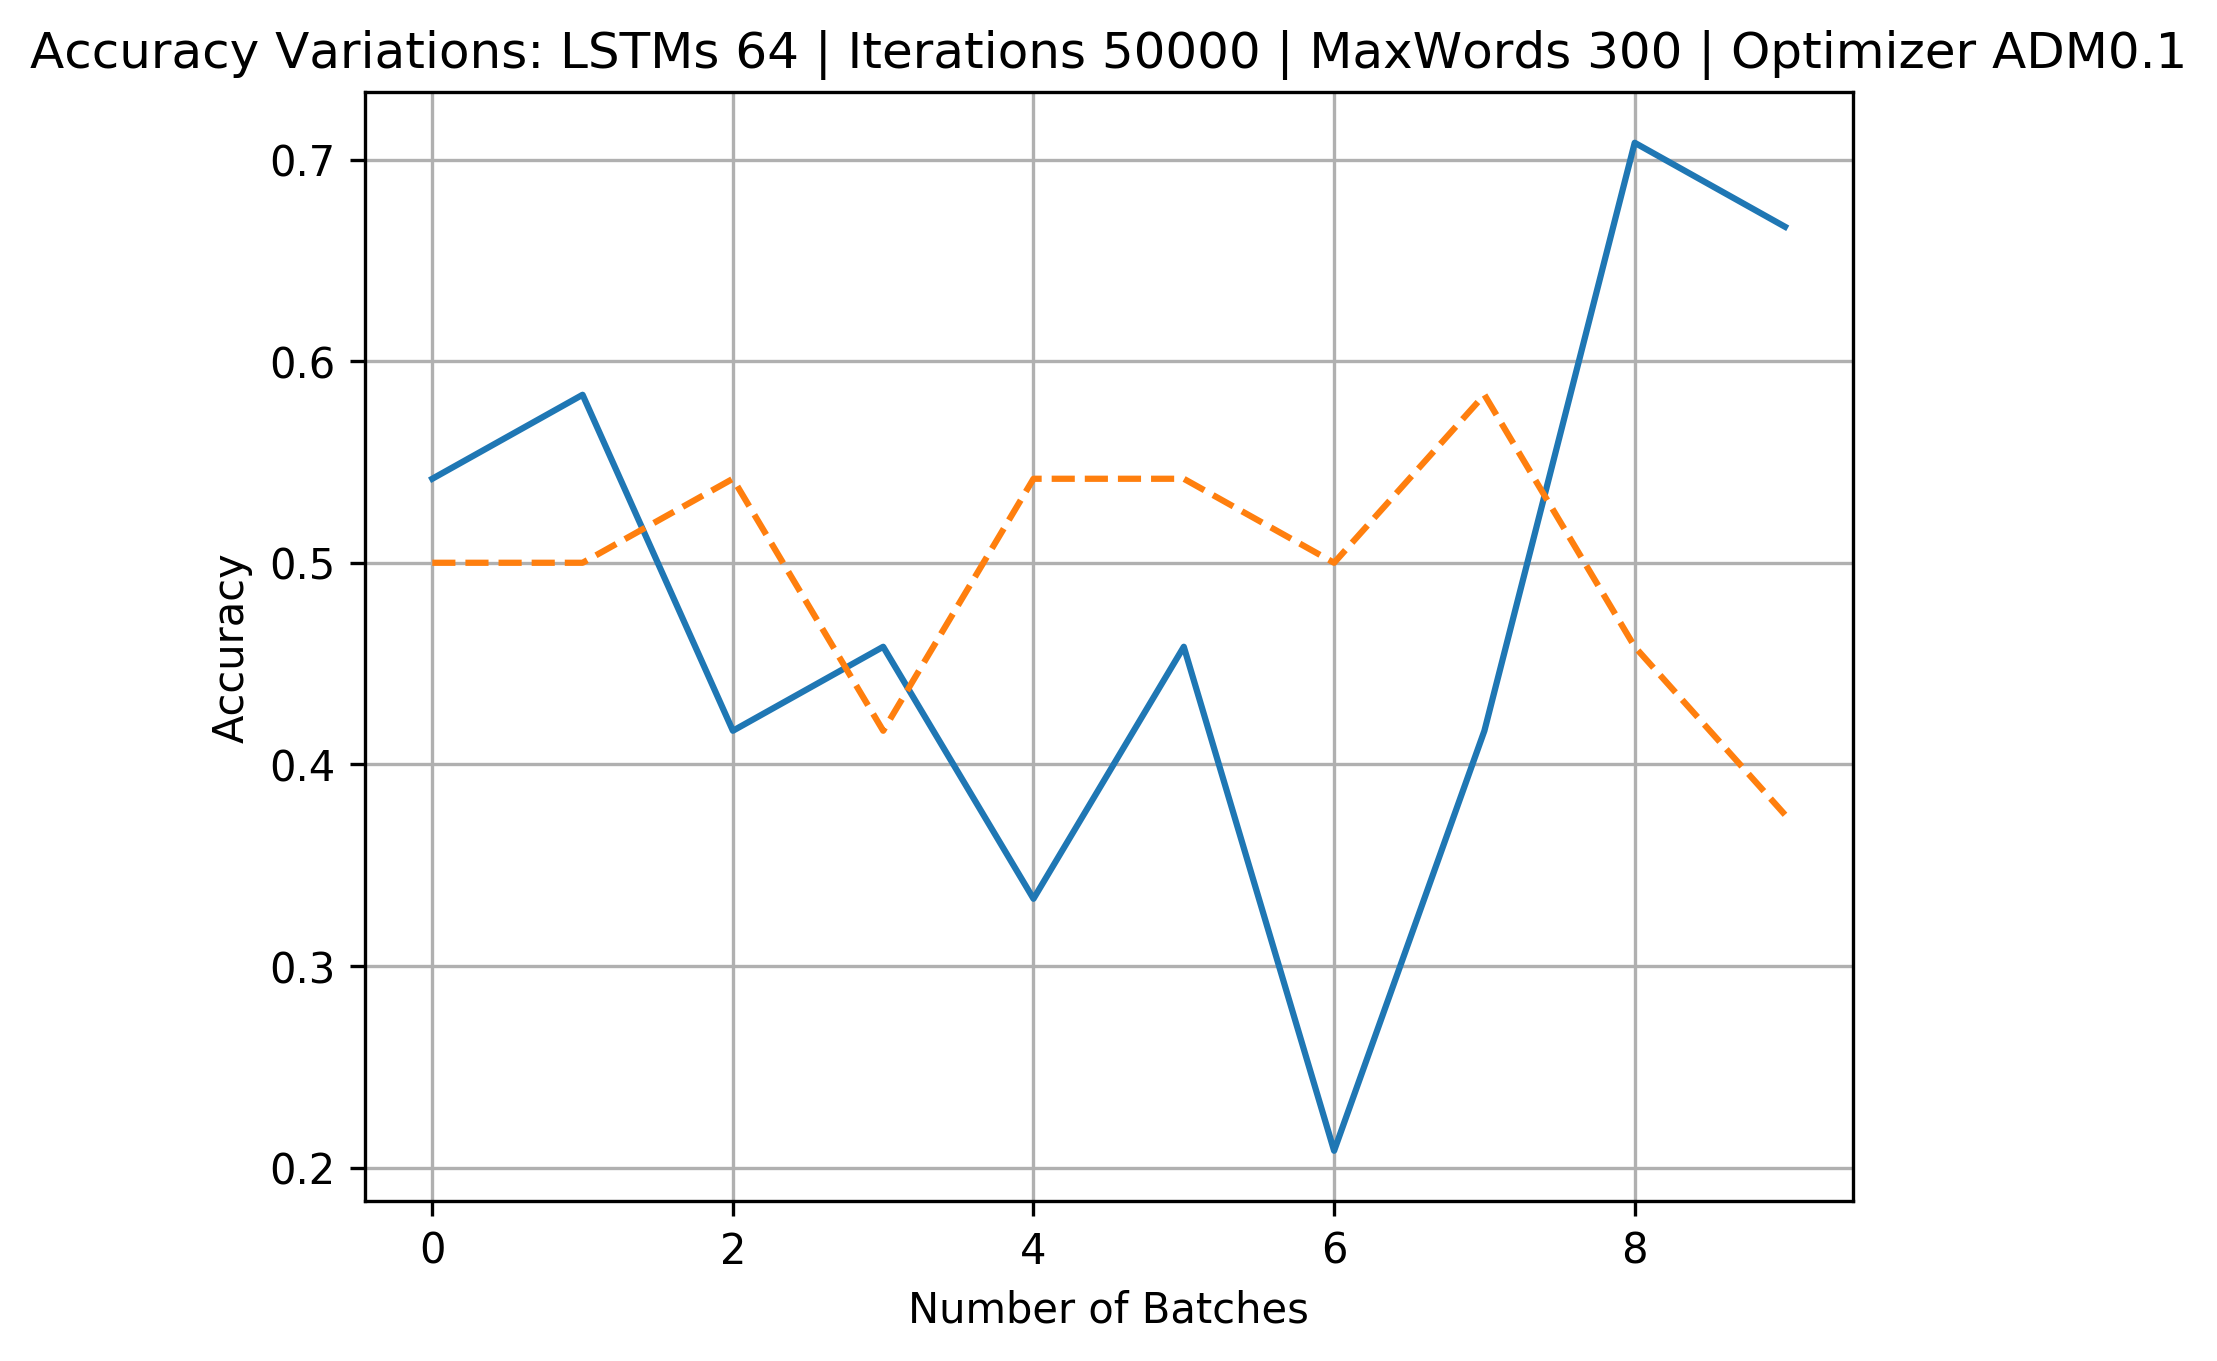 Accuracy Variations: LSTMs 64 | Iterations 50000 | MaxWords 300 | Optimizer ADM0.1
0.7
0.6
0.5
0.4
0.3
0.2
Accuracy
0 2 4 6 8
Number of Batches